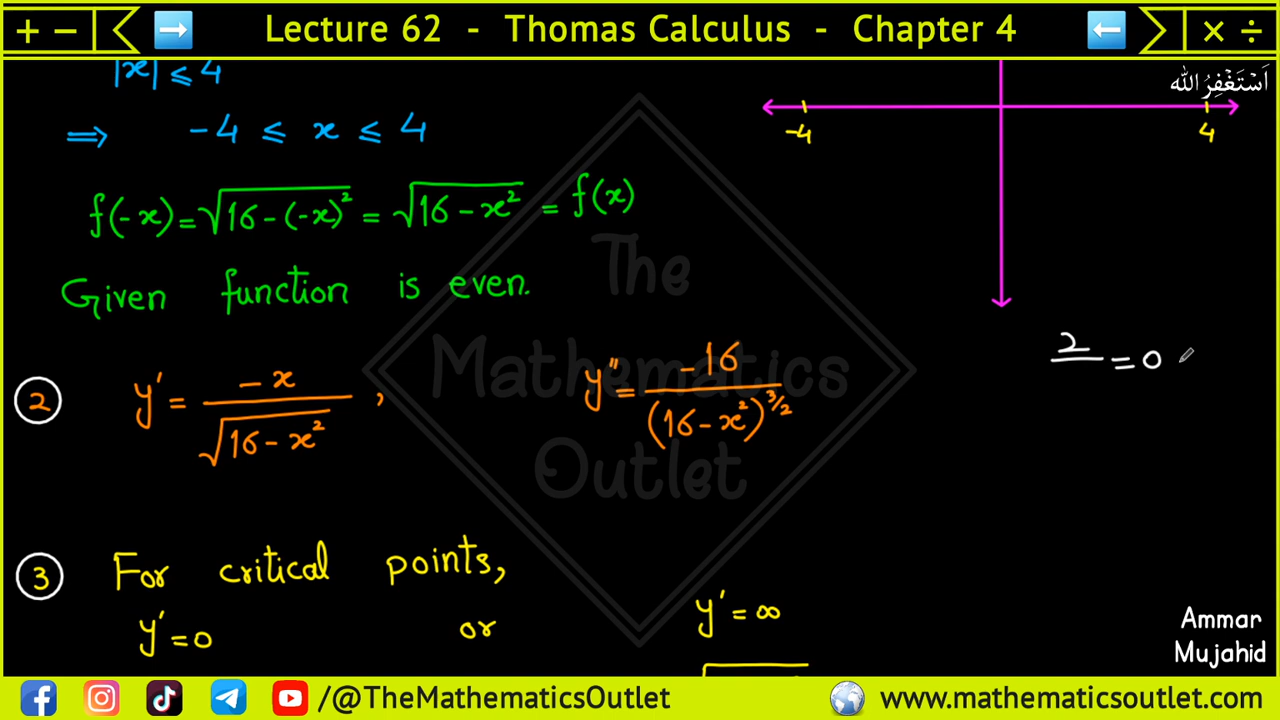 + − ➡ Lecture 62 - Thomas Calculus - Chapter 4 ⬅ × ÷
|x| ≤ 4
اَسْتَغْفِرُ اللّٰه
⇒ -4 ≤ x ≤ 4
-4 4
f(-x) = √(16-(-x)²) = √(16-x²) = f(x)
The
Mathematics
Outlet
Given function is even.
2/ = 0
② y' = -x/√(16-x²) , y'' = -16/(16-x²)^(3/2)
③ For critical points,
y' = 0 or y' = ∞
Ammar
Mujahid
/@TheMathematicsOutlet www.mathematicsoutlet.com